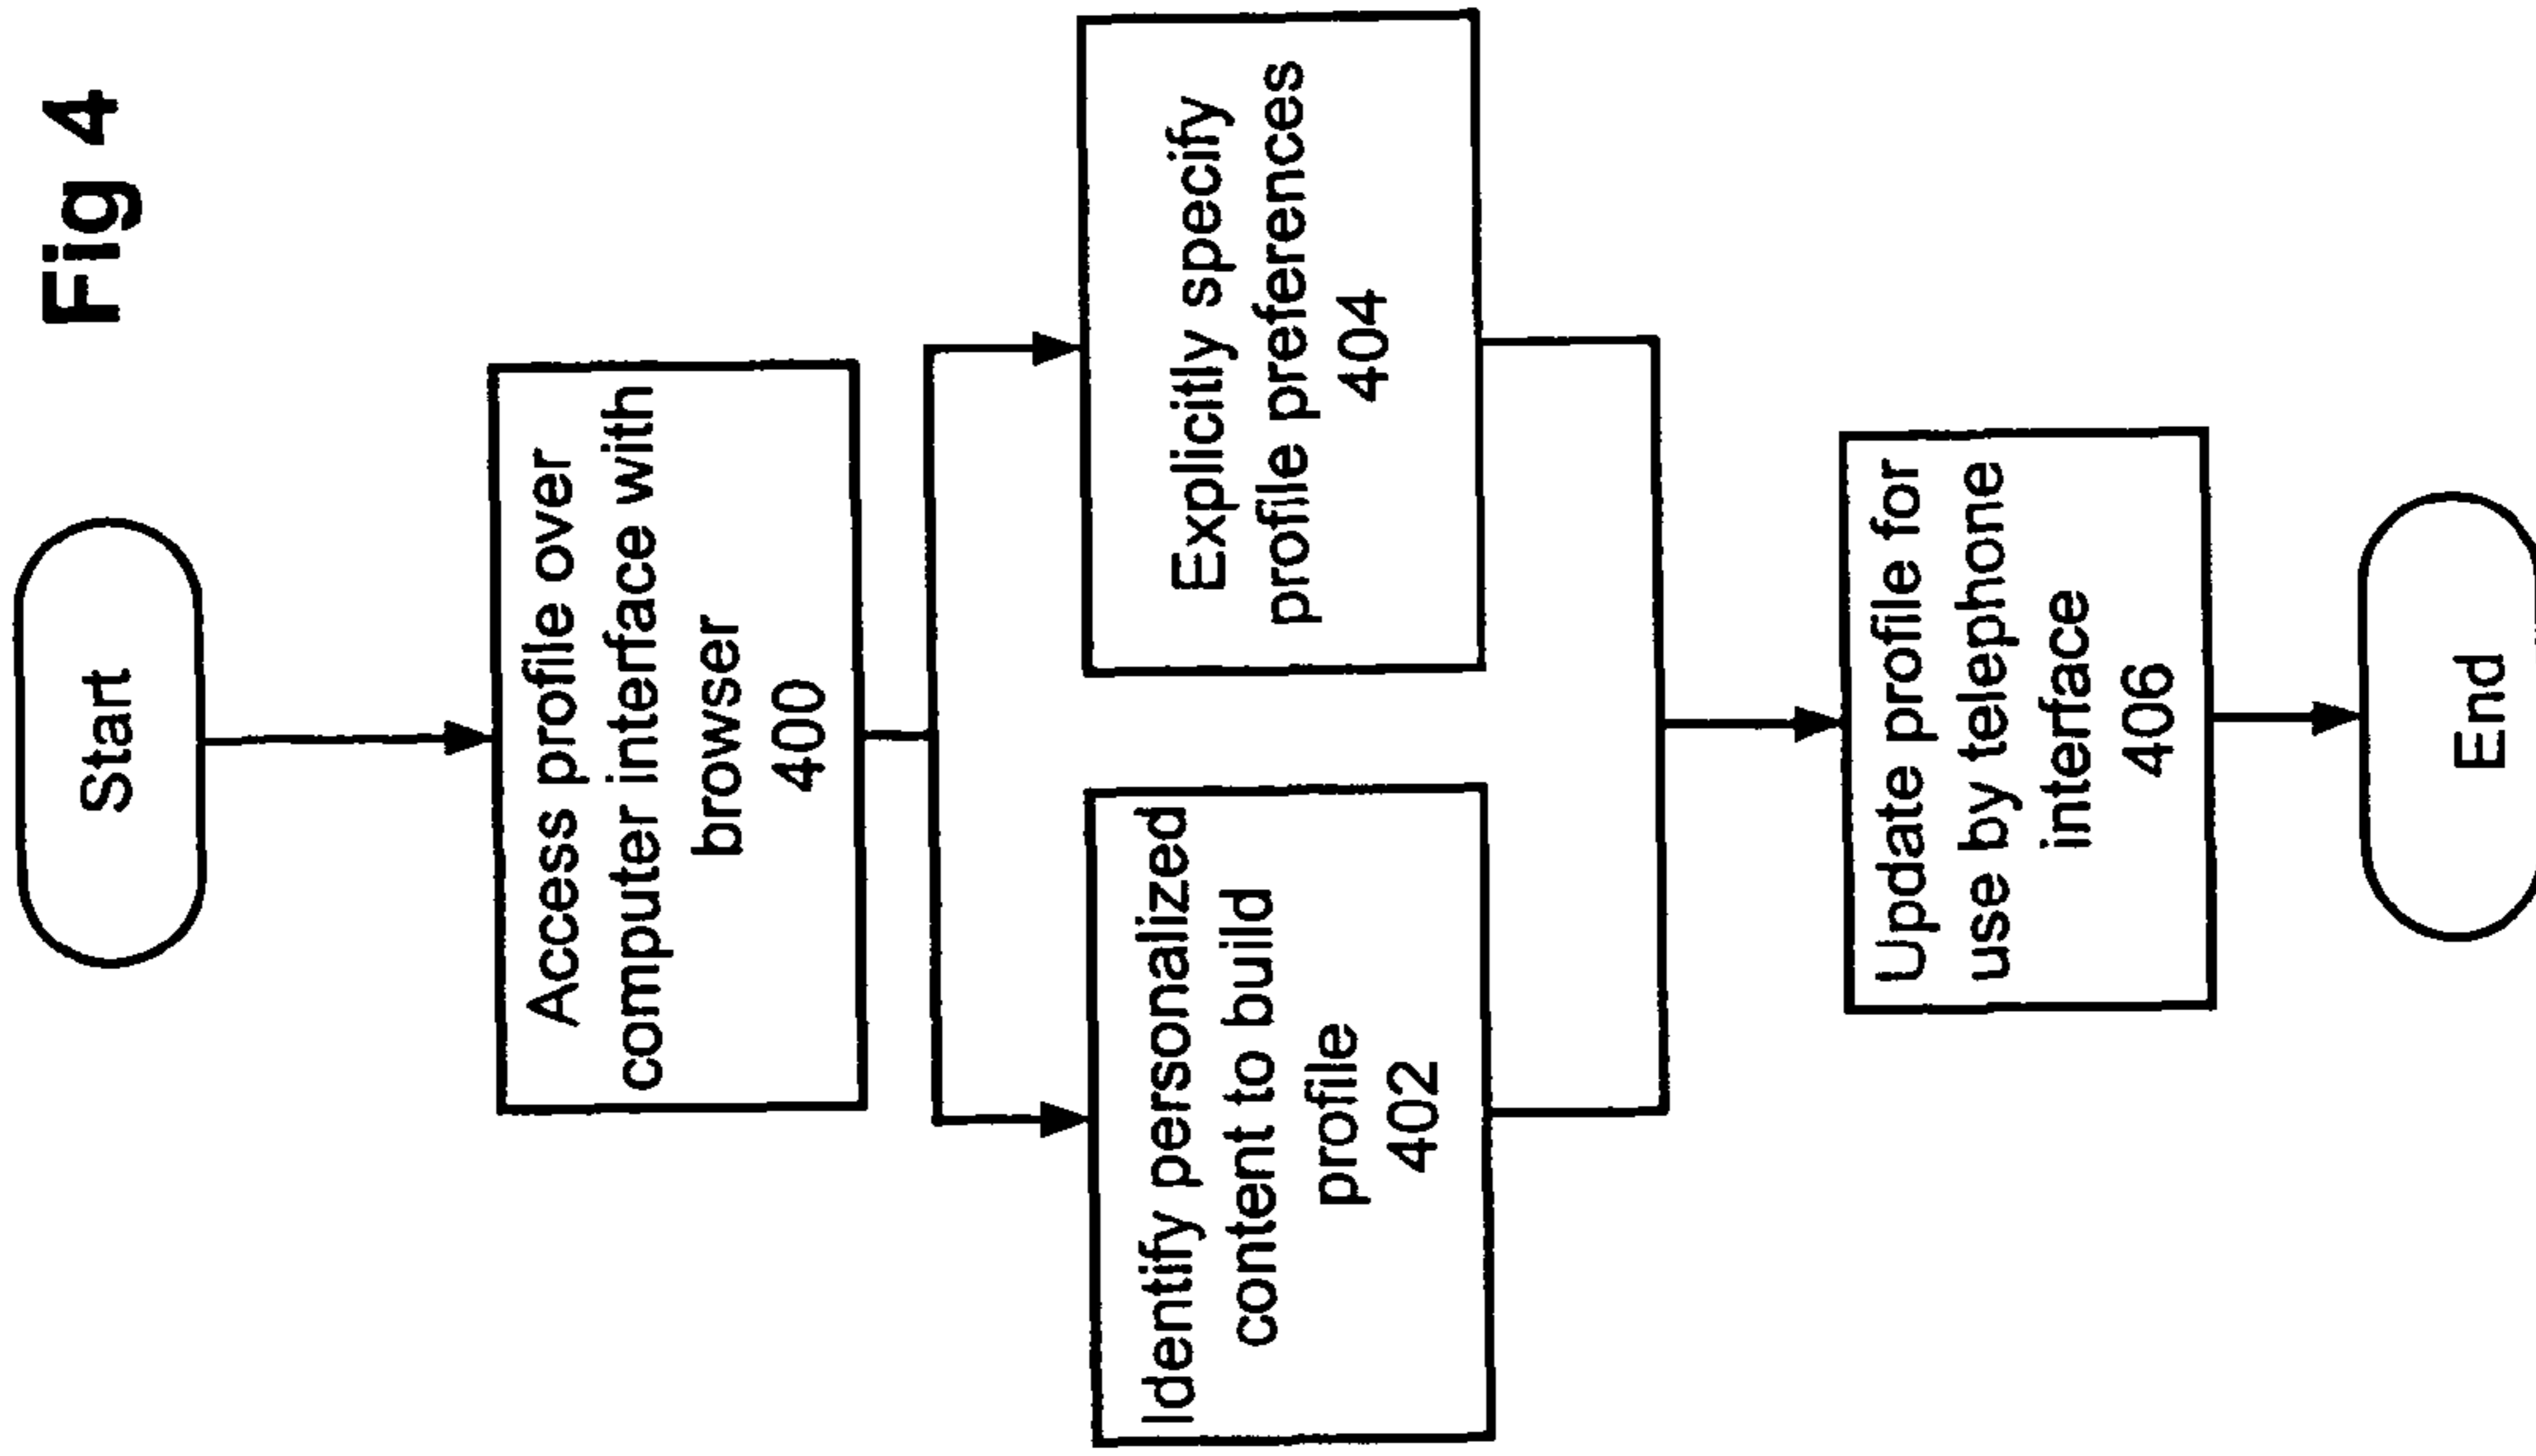 Fig 4
Start
Access profile over
computer interface with
browser
400
Identify personalized
content to build
profile
402
Explicitly specify
profile preferences
404
Update profile for
use by telephone
interface
406
End